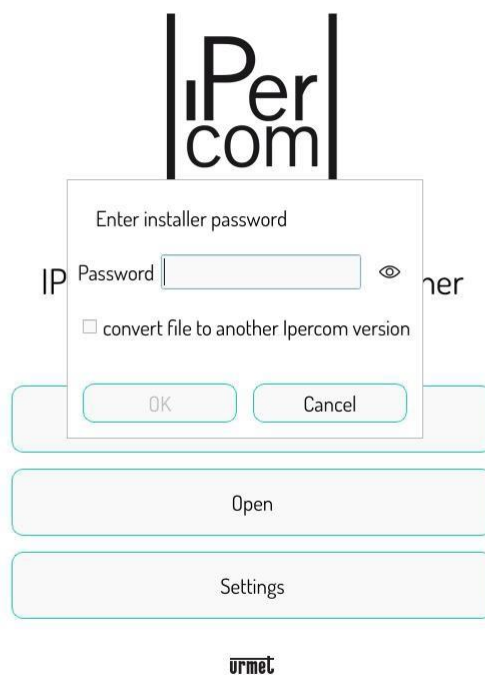 iPer
com
Enter installer password
IP
Password
ner
convert file to another Ipercom version
OK
Cancel
Open
Settings
urmet